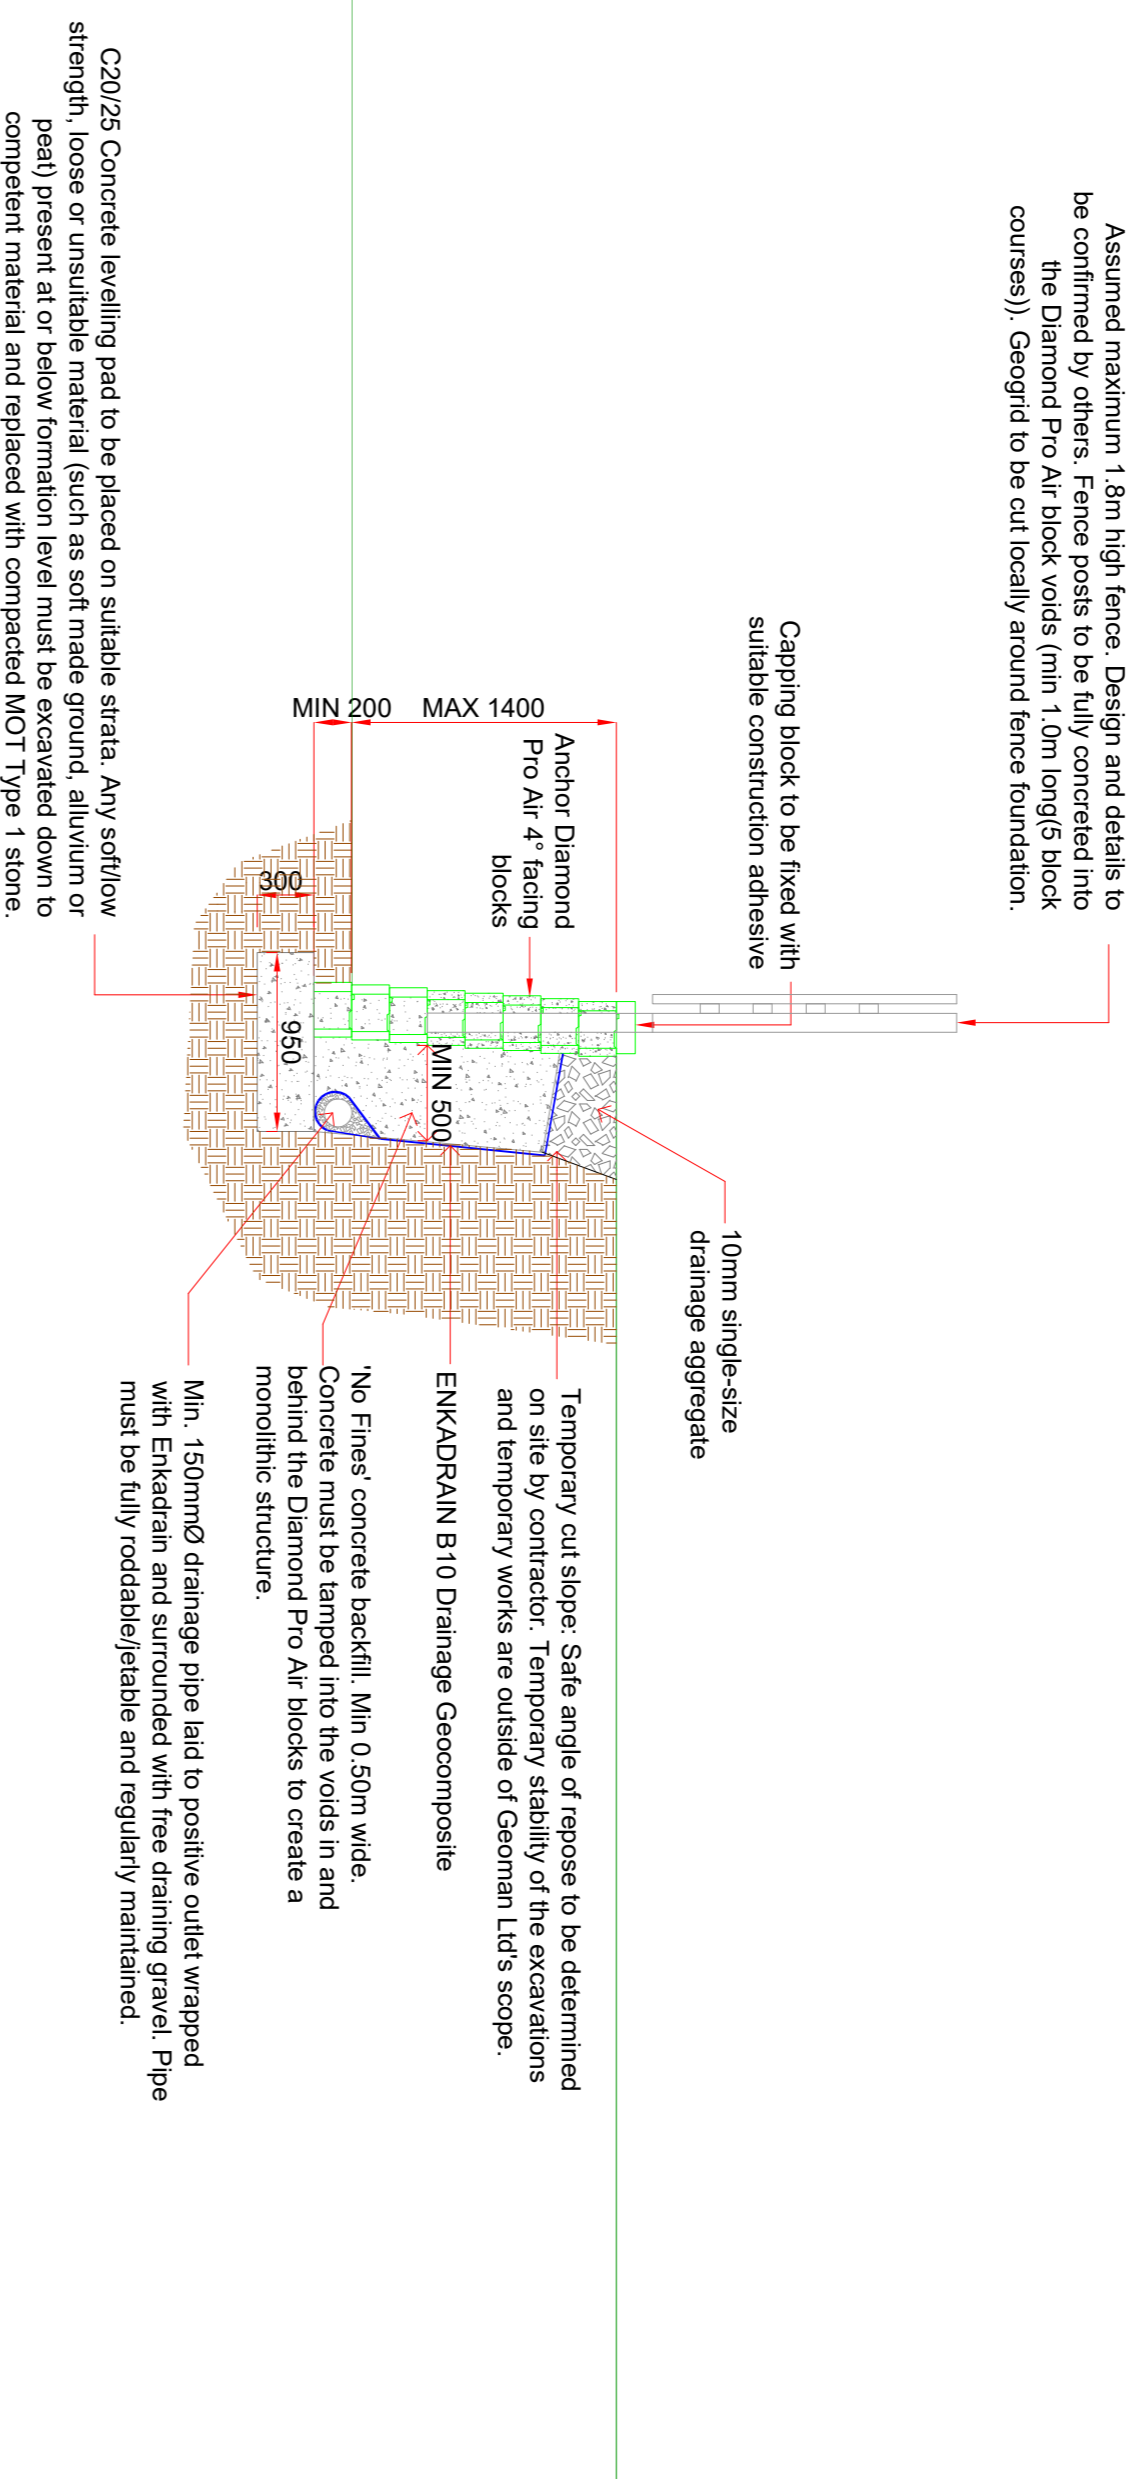 Assumed maximum 1.8m high fence. Design and details to
be confirmed by others. Fence posts to be fully concreted into
the Diamond Pro Air block voids (min 1.0m long(5 block
courses)). Geogrid to be cut locally around fence foundation.
Capping block to be fixed with
suitable construction adhesive
10mm single-size
drainage aggregate
Anchor Diamond
Pro Air 4° facing
blocks
MAX 1400
MIN 200
MIN 500
300
950
Temporary cut slope: Safe angle of repose to be determined
on site by contractor. Temporary stability of the excavations
and temporary works are outside of Geoman Ltd's scope.
ENKADRAIN B10 Drainage Geocomposite
'No Fines' concrete backfill. Min 0.50m wide.
Concrete must be tamped into the voids in and
behind the Diamond Pro Air blocks to create a
monolithic structure.
Min. 150mmØ drainage pipe laid to positive outlet wrapped
with Enkadrain and surrounded with free draining gravel. Pipe
must be fully roddable/jetable and regularly maintained.
C20/25 Concrete levelling pad to be placed on suitable strata. Any soft/low
strength, loose or unsuitable material (such as soft made ground, alluvium or
peat) present at or below formation level must be excavated down to
competent material and replaced with compacted MOT Type 1 stone.